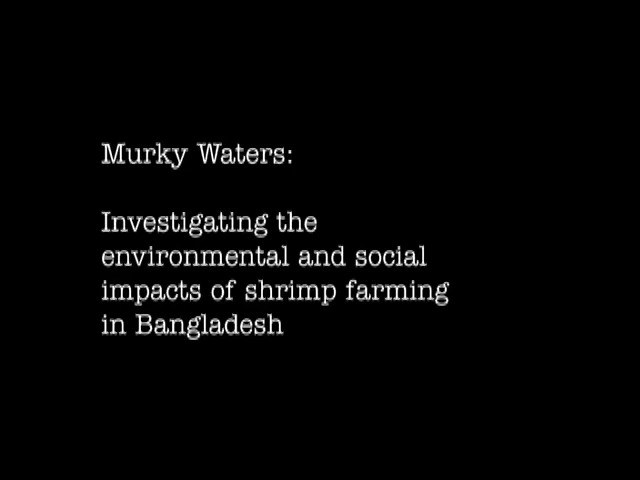 Murky Waters:
Investigating the
environmental and social
impacts of shrimp farming
in Bangladesh